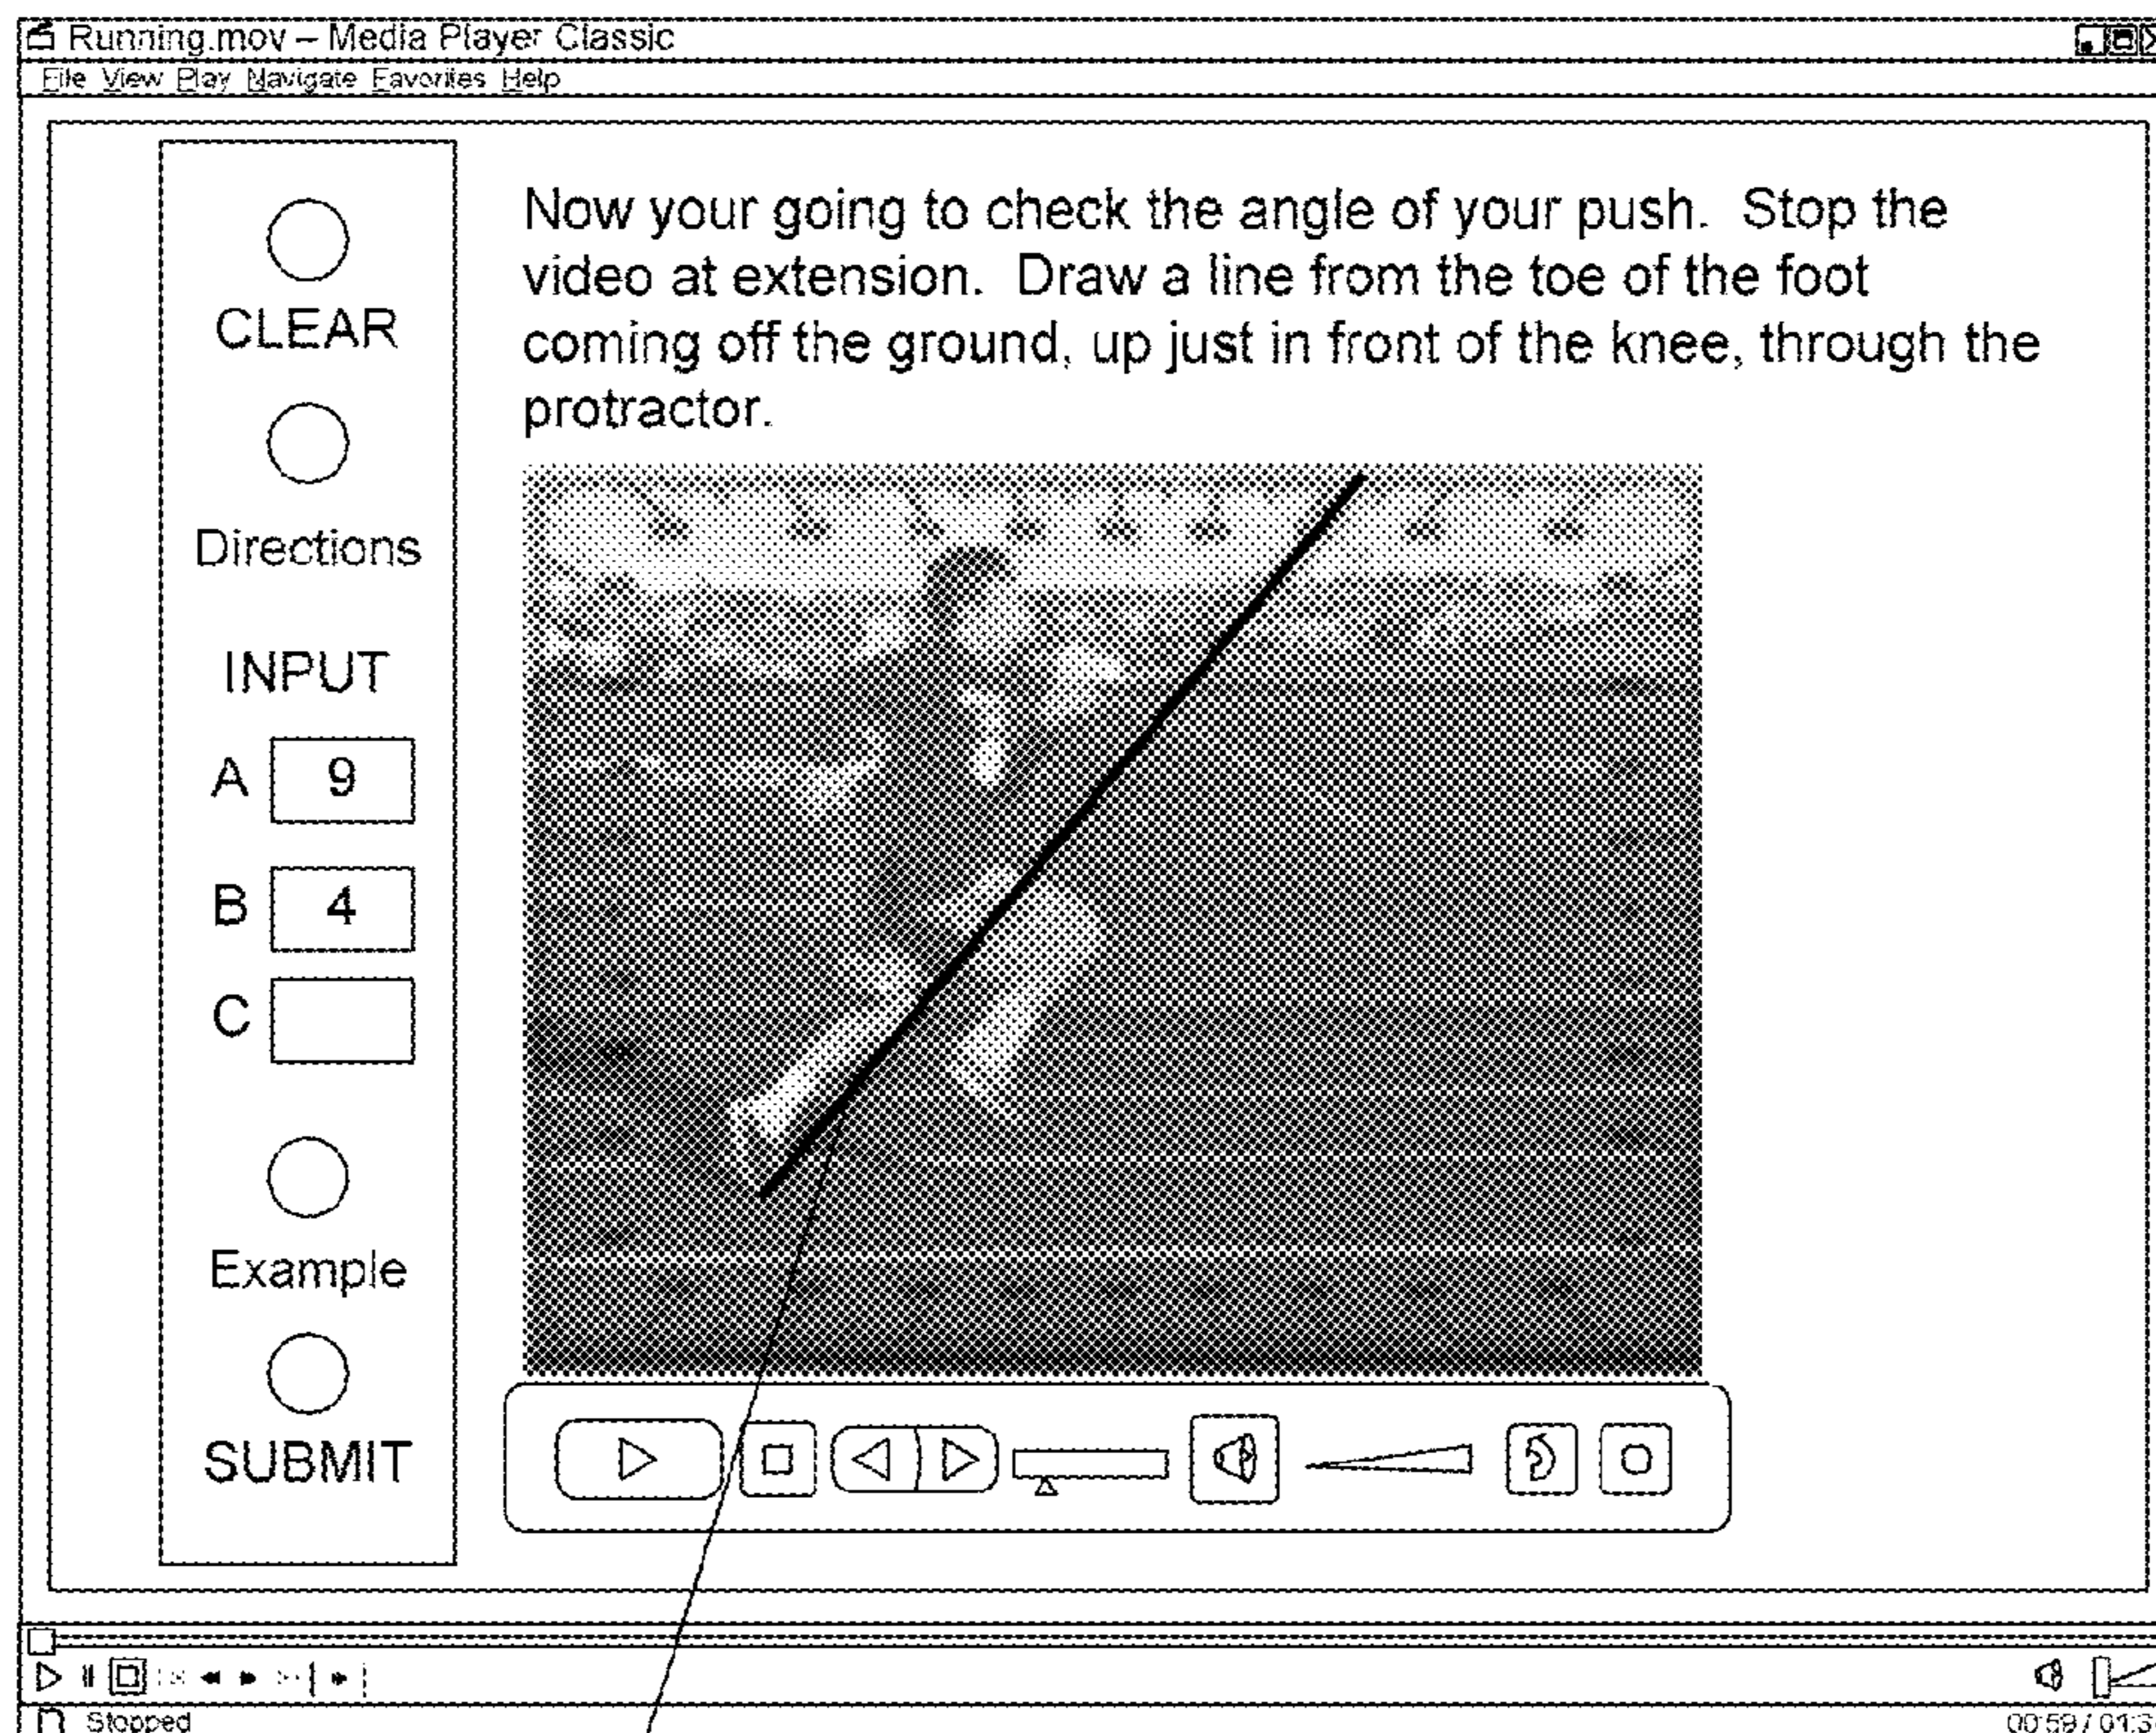 Running.mov – Media Player Classic
File View Play Navigate Favorites Help
Now your going to check the angle of your push. Stop the
video at extension. Draw a line from the toe of the foot
coming off the ground, up just in front of the knee, through the
protractor.
CLEAR
Directions
INPUT
A 9
B 4
C
Example
SUBMIT
Stopped
00:59 /